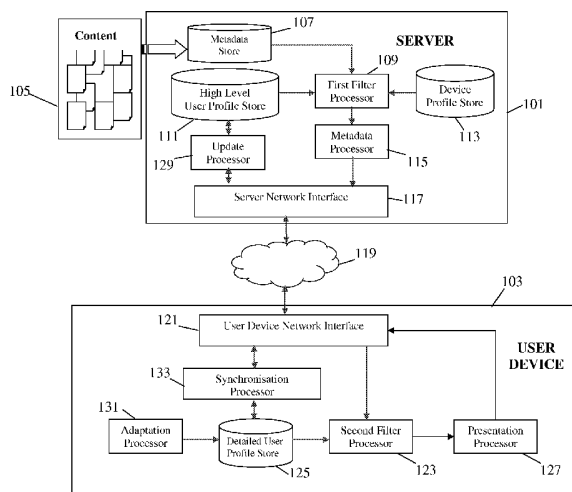 Content
105
Metadata
Store
107
SERVER
High Level
User Profile Store
111
First Filter
Processor
109
Device
Profile Store
113
101
Update
Processor
129
Metadata
Processor
115
Server Network Interface
117
119
103
121
User Device Network Interface
USER
DEVICE
133
Synchronisation
Processor
131
Adaptation
Processor
Detailed User
Profile Store
125
Second Filter
Processor
123
Presentation
Processor
127